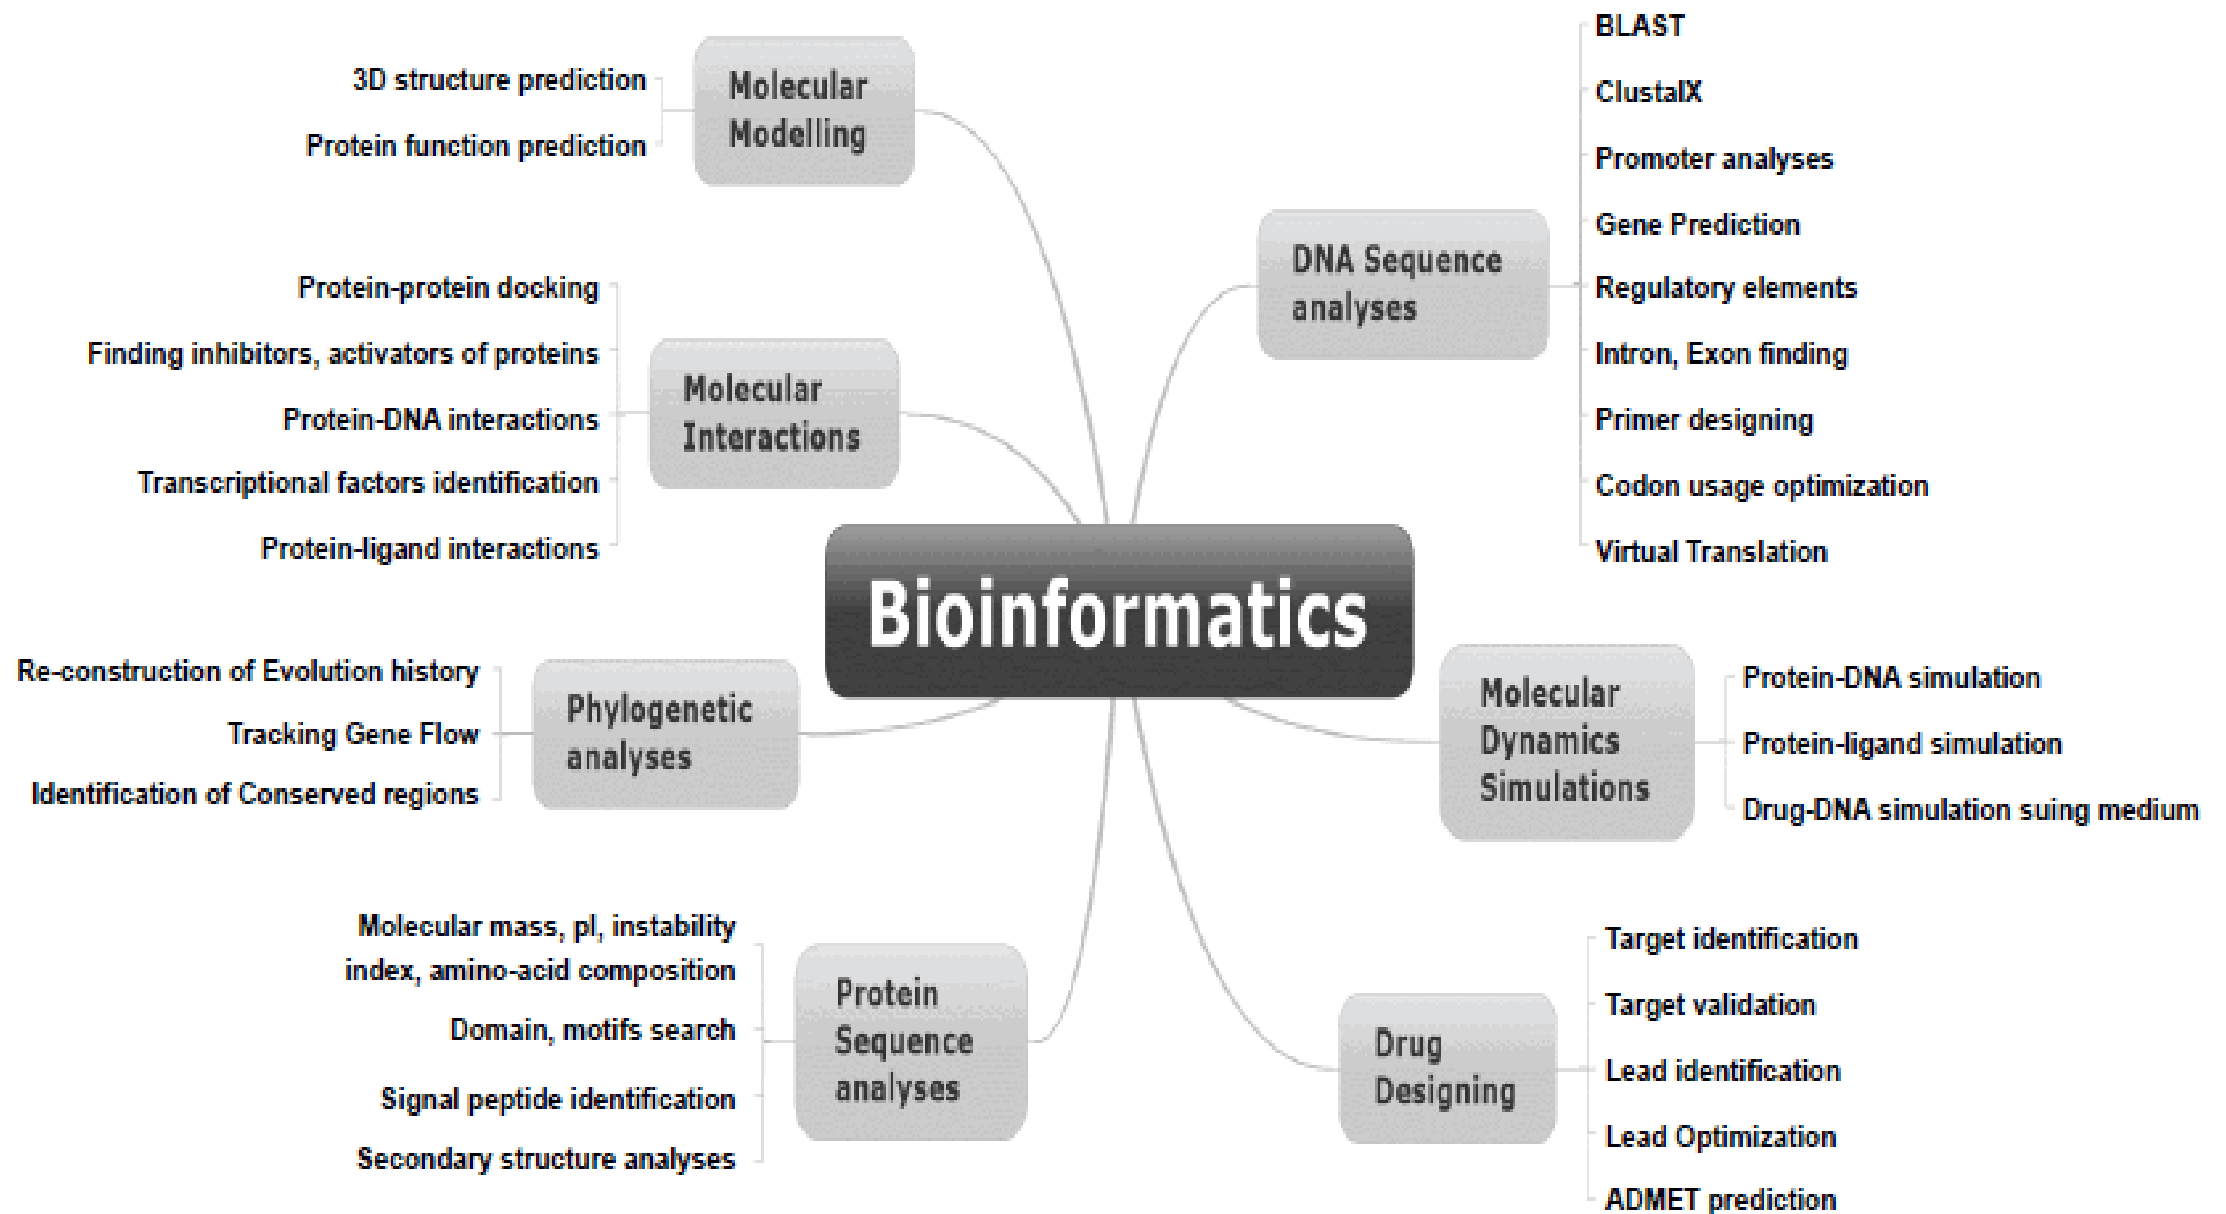 3D structure prediction
Protein function prediction
Molecular
Modelling
Protein-protein docking
Finding inhibitors, activators of proteins
Protein-DNA interactions
Transcriptional factors identification
Protein-ligand interactions
Molecular
Interactions
Re-construction of Evolution history
Tracking Gene Flow
Identification of Conserved regions
Phylogenetic
analyses
Molecular mass, pI, instability
index, amino-acid composition
Domain, motifs search
Signal peptide identification
Secondary structure analyses
Protein
Sequence
analyses
Bioinformatics
DNA Sequence
analyses
BLAST
ClustalX
Promoter analyses
Gene Prediction
Regulatory elements
Intron, Exon finding
Primer designing
Codon usage optimization
Virtual Translation
Molecular
Dynamics
Simulations
Protein-DNA simulation
Protein-ligand simulation
Drug-DNA simulation suing medium
Drug
Designing
Target identification
Target validation
Lead identification
Lead Optimization
ADMET prediction